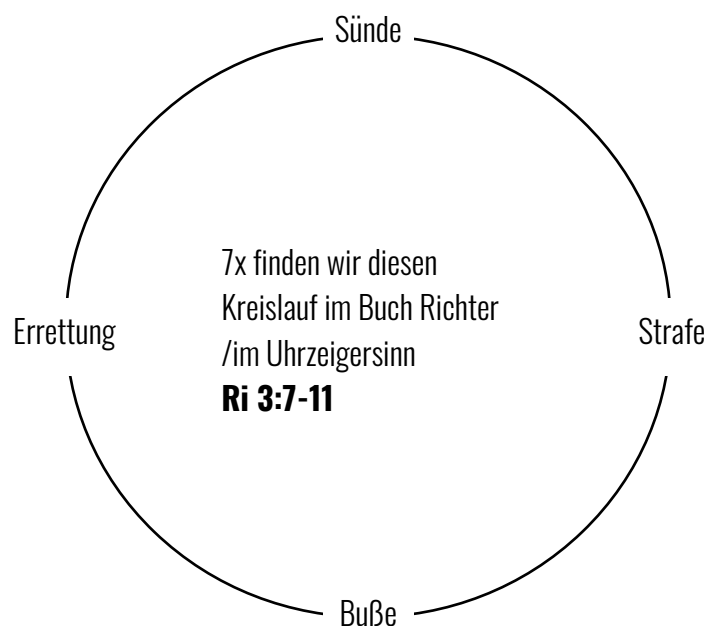 Sünde
7x finden wir diesen
Kreislauf im Buch Richter
/im Uhrzeigersinn
Ri 3:7-11
Errettung
Strafe
Buße